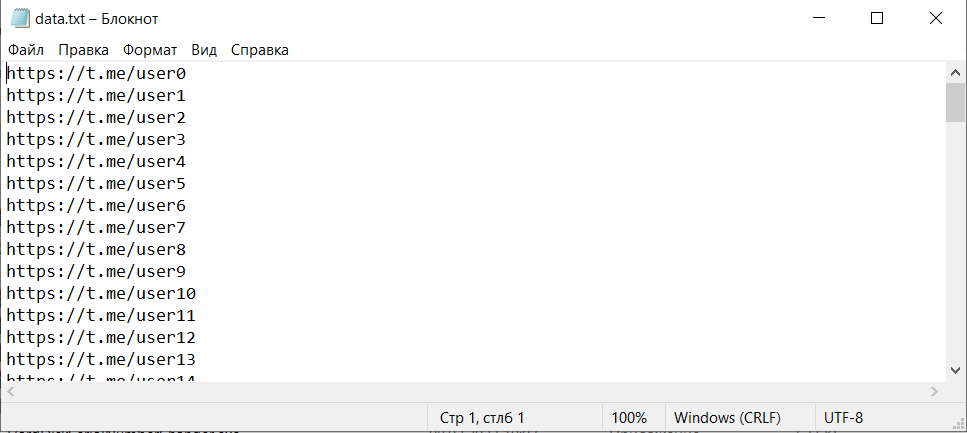 data.txt – Блокнот
Файл Правка Формат Вид Справка
https://t.me/user0
https://t.me/user1
https://t.me/user2
https://t.me/user3
https://t.me/user4
https://t.me/user5
https://t.me/user6
https://t.me/user7
https://t.me/user8
https://t.me/user9
https://t.me/user10
https://t.me/user11
https://t.me/user12
https://t.me/user13
https://t.me/user14
Стр 1, стлб 1 100% Windows (CRLF) UTF-8